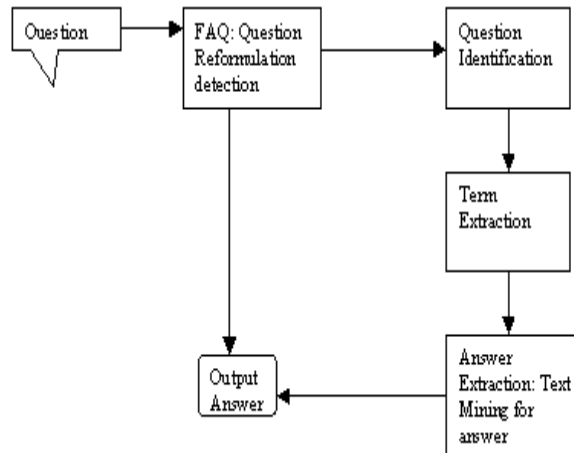 Question
FAQ: Question
Reformulation
detection
Question
Identification
Term
Extraction
Answer
Extraction: Text
Mining for
answer
Output
Answer